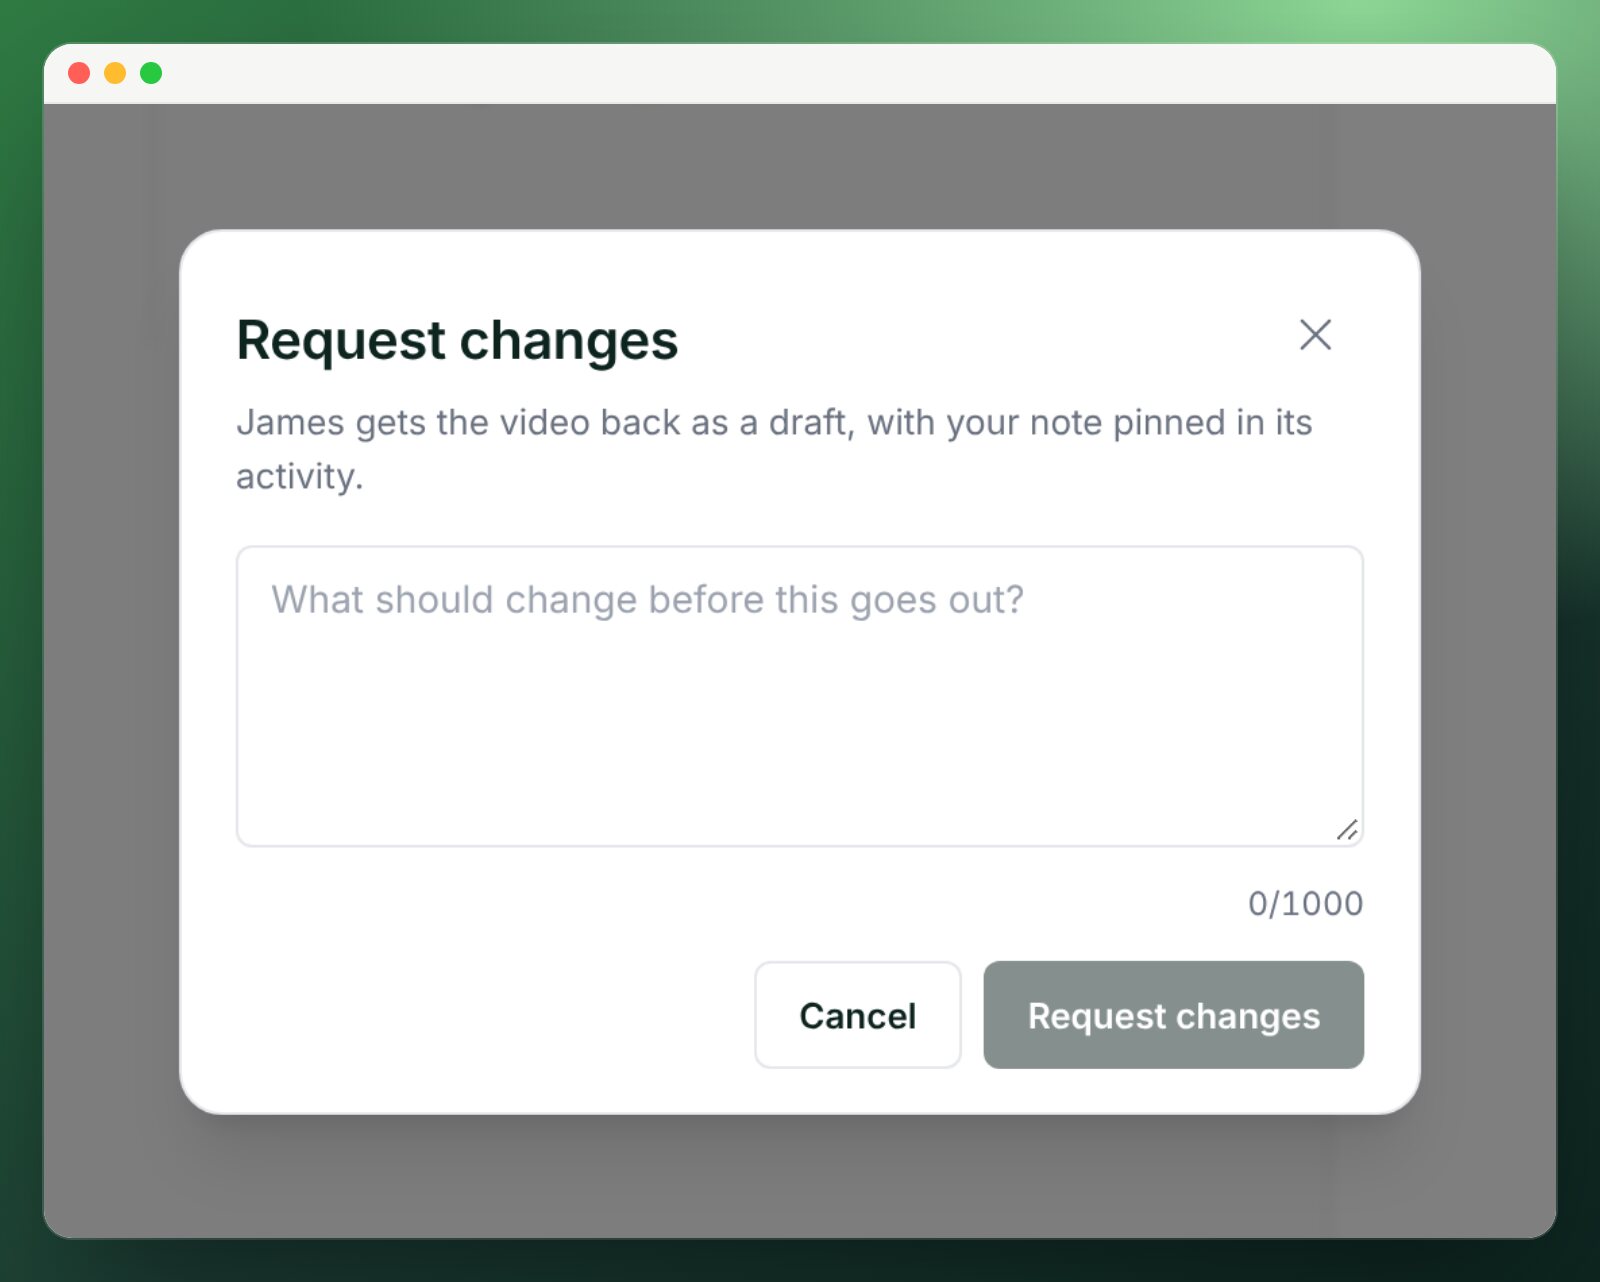 Request changes
James gets the video back as a draft, with your note pinned in its
activity.
What should change before this goes out?
0/1000
Cancel
Request changes